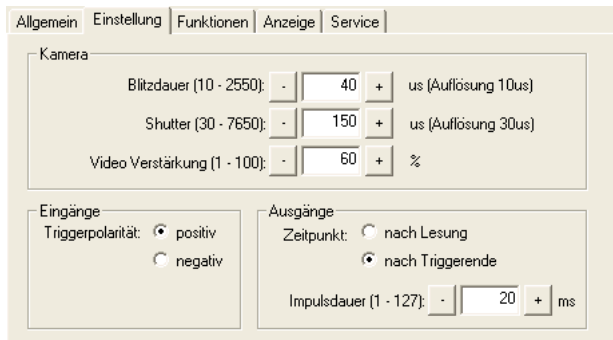 Allgemein Einstellung Funktionen Anzeige Service
Kamera
Blitzdauer (10 - 2550): - 40 + us (Auflösung 10us)
Shutter (30 - 7650): - 150 + us (Auflösung 30us)
Video Verstärkung (1 - 100): - 60 + %
Eingänge
Triggerpolarität: positiv
negativ
Ausgänge
Zeitpunkt: nach Lesung
nach Triggerende
Impulsdauer (1 - 127): - 20 + ms